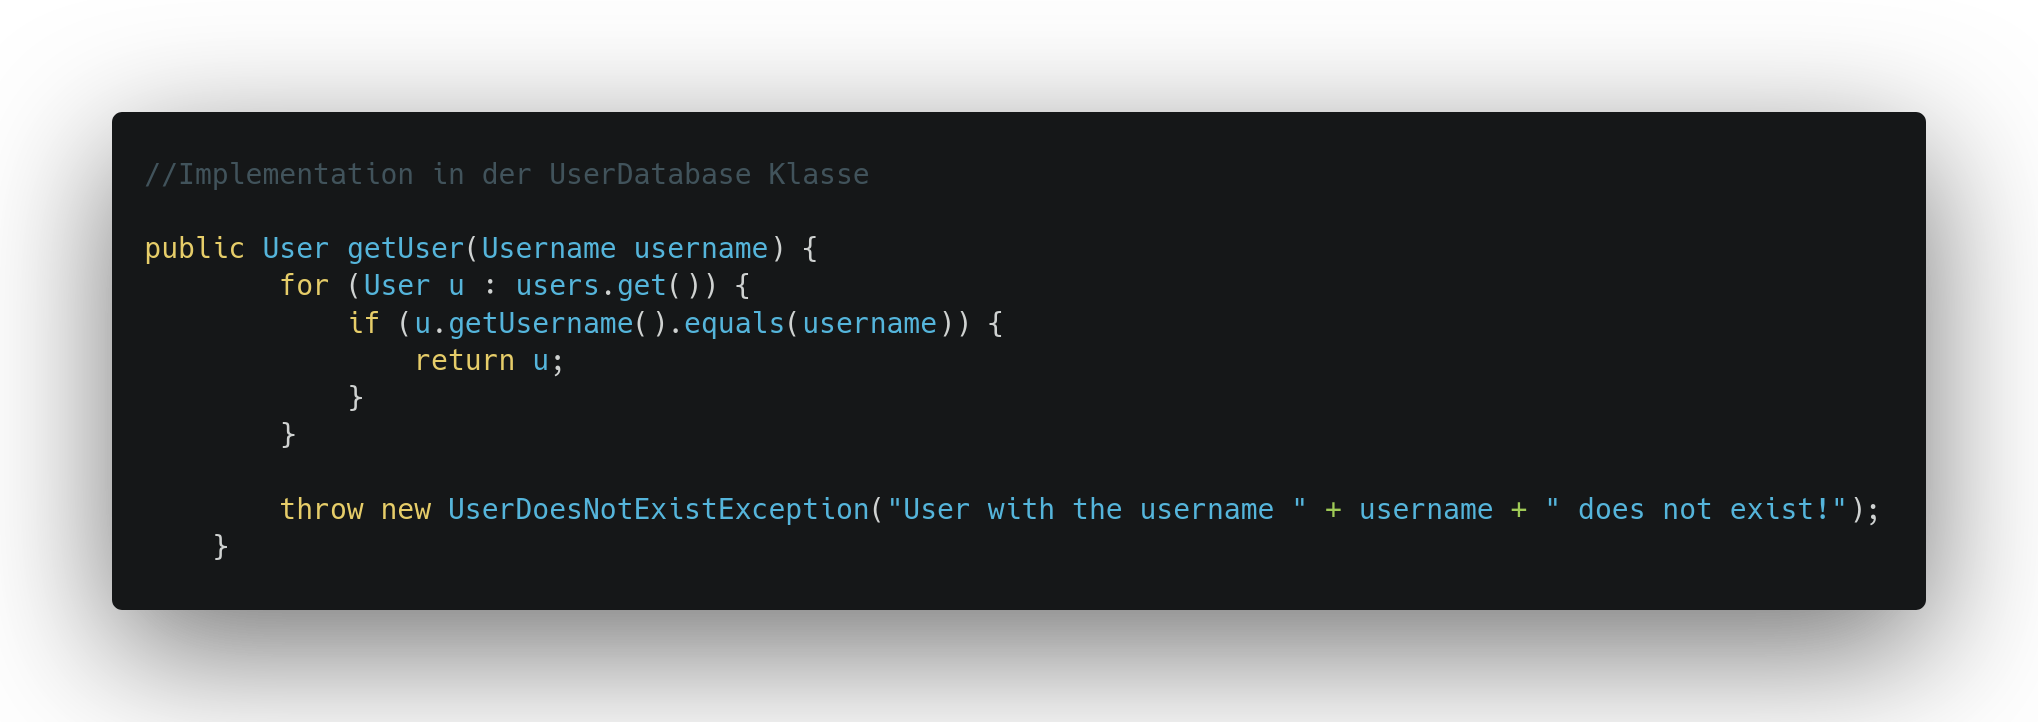 //Implementation in der UserDatabase Klasse
public User getUser(Username username) {
for (User u : users.get()) {
if (u.getUsername().equals(username)) {
return u;
}
}
throw new UserDoesNotExistException("User with the username " + username + " does not exist!");
}